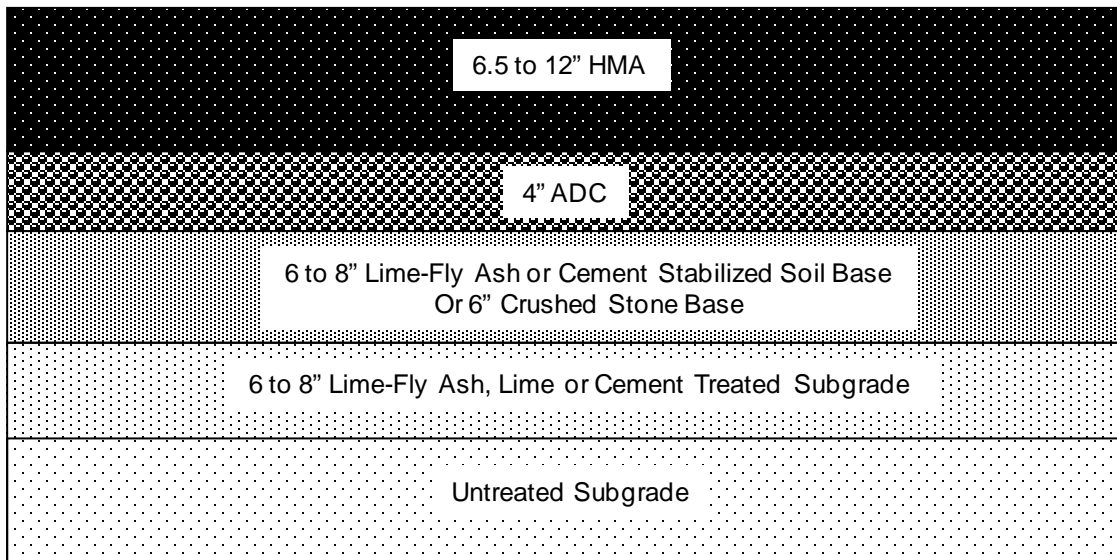 6.5 to 12” HMA
4” ADC
6 to 8” Lime-Fly Ash or Cement Stabilized Soil Base
Or 6” Crushed Stone Base
6 to 8” Lime-Fly Ash, Lime or Cement Treated Subgrade
Untreated Subgrade